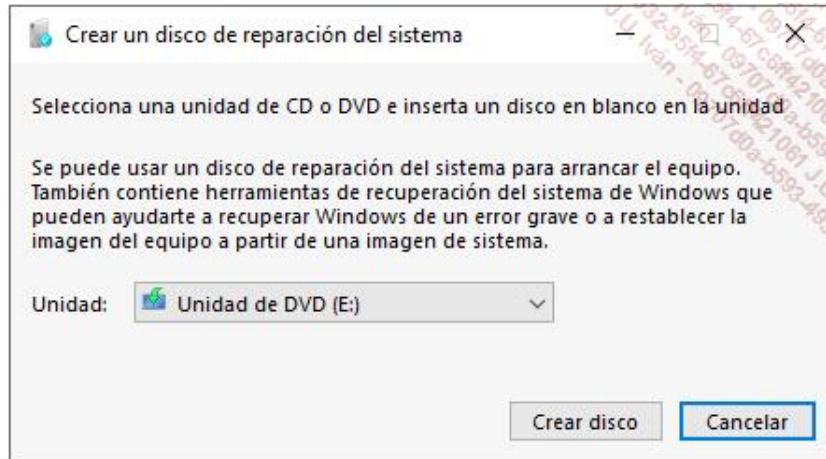 Crear un disco de reparación del sistema
Selecciona una unidad de CD o DVD e inserta un disco en blanco en la unidad
Se puede usar un disco de reparación del sistema para arrancar el equipo.
También contiene herramientas de recuperación del sistema de Windows que
pueden ayudarte a recuperar Windows de un error grave o a restablecer la
imagen del equipo a partir de una imagen de sistema.
Unidad: Unidad de DVD (E:)
Crear disco Cancelar